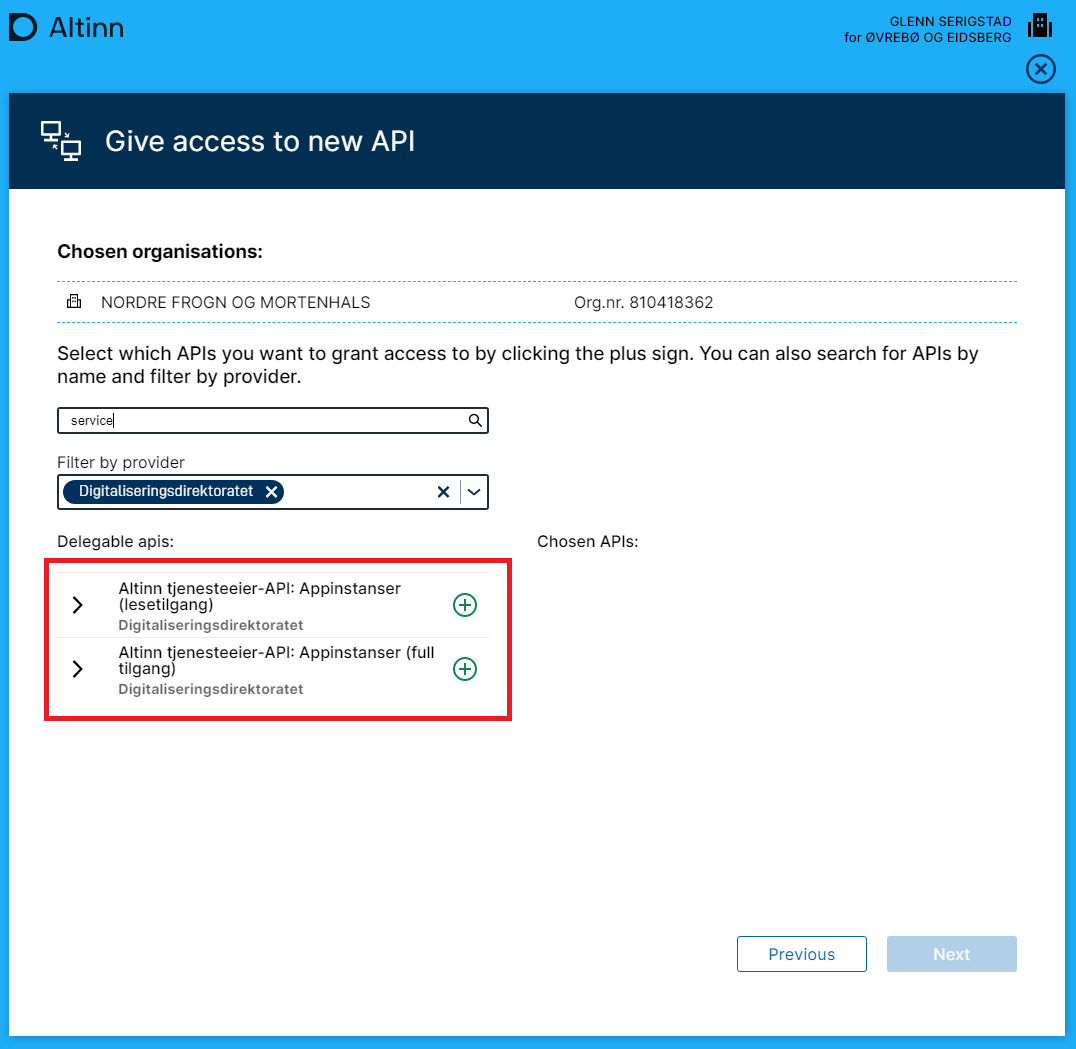 Altinn
GLENN SERIGSTAD
for ØVREBØ OG EIDSBERG
Give access to new API
Chosen organisations:
NORDRE FROGN OG MORTENHALS Org.nr. 810418362
Select which APIs you want to grant access to by clicking the plus sign. You can also search for APIs by
name and filter by provider.
service
Filter by provider
Digitaliseringsdirektoratet
Delegable apis:
Chosen APIs:
Altinn tjenesteeier-API: Appinstanser
(lesetilgang)
Digitaliseringsdirektoratet
Altinn tjenesteeier-API: Appinstanser (full
tilgang)
Digitaliseringsdirektoratet
Previous
Next